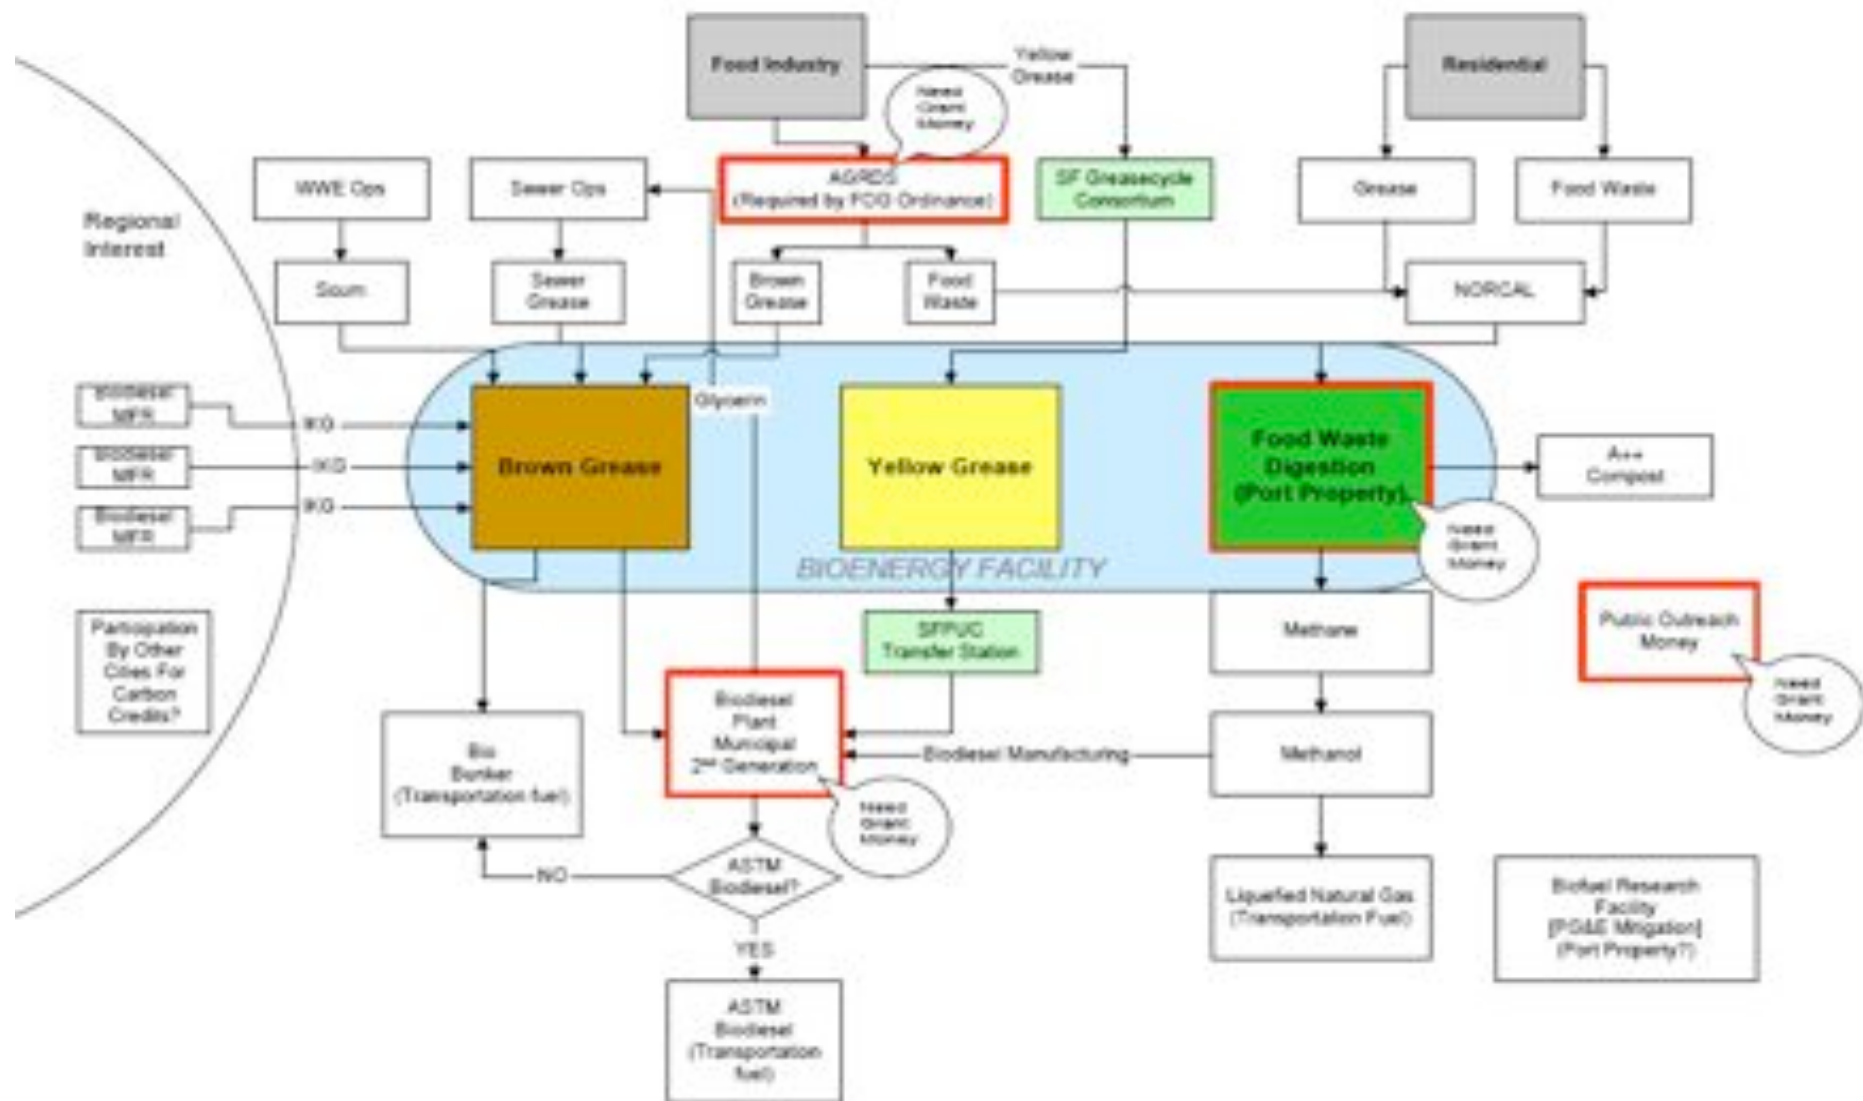 Food Industry
Yellow
Grease
Residential
Need
Grant
Money
WWE Ops
Sewer Ops
AGRDS
(Required by FOG Ordinance)
SF Greasecycle
Consortium
Grease
Food Waste
Regional
Interest
Scum
Sewer
Grease
Brown
Grease
Food
Waste
NORCAL
Biodiesel
MFR
Biodiesel
MFR
Biodiesel
MFR
Glycerin
Brown Grease
Yellow Grease
Food Waste
Digestion
(Port Property)
A++
Compost
Need
Grant
Money
BIOENERGY FACILITY
Participation
By Other
Cities For
Carbon
Credits?
SFPUC
Transfer Station
Methane
Public Outreach
Money
Need
Grant
Money
Bio
Bunker
(Transportation fuel)
Biodiesel
Plant
Municipal
2nd Generation
Biodiesel Manufacturing
Methanol
Need
Grant
Money
ASTM
Biodiesel?
NO
YES
Liquefied Natural Gas
(Transportation Fuel)
Biofuel Research
Facility
[PG&E Mitigation]
(Port Property?)
ASTM
Biodiesel
(Transportation
fuel)